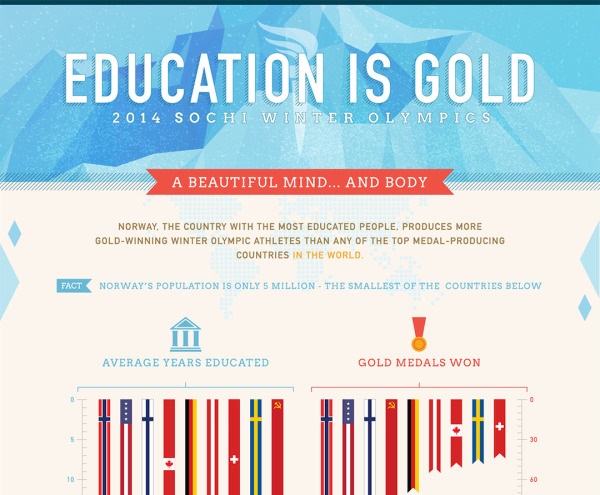 EDUCATION IS GOLD
2014 SOCHI WINTER OLYMPICS
A BEAUTIFUL MIND... AND BODY
NORWAY, THE COUNTRY WITH THE MOST EDUCATED PEOPLE, PRODUCES MORE
GOLD-WINNING WINTER OLYMPIC ATHLETES THAN ANY OF THE TOP MEDAL-PRODUCING
COUNTRIES IN THE WORLD.
FACT NORWAY'S POPULATION IS ONLY 5 MILLION - THE SMALLEST OF THE COUNTRIES BELOW
AVERAGE YEARS EDUCATED
GOLD MEDALS WON
0
5
10
0
30
60